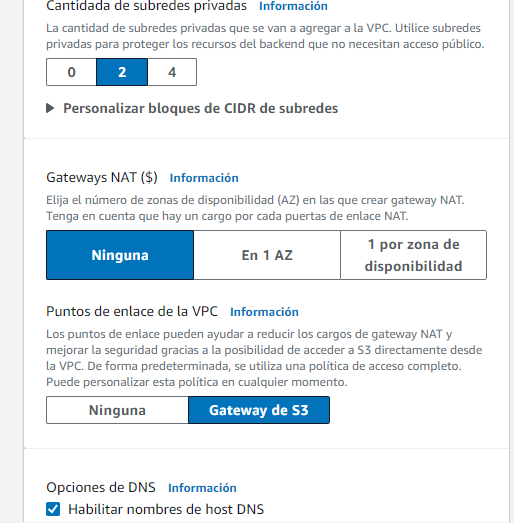 Cantidada de subredes privadas Información
La cantidad de subredes privadas que se van a agregar a la VPC. Utilice subredes
privadas para proteger los recursos del backend que no necesitan acceso público.
0 2 4
Personalizar bloques de CIDR de subredes
Gateways NAT ($) Información
Elija el número de zonas de disponibilidad (AZ) en las que crear gateway NAT.
Tenga en cuenta que hay un cargo por cada puertas de enlace NAT.
Ninguna En 1 AZ 1 por zona de
disponibilidad
Puntos de enlace de la VPC Información
Los puntos de enlace pueden ayudar a reducir los cargos de gateway NAT y
mejorar la seguridad gracias a la posibilidad de acceder a S3 directamente desde
la VPC. De forma predeterminada, se utiliza una política de acceso completo.
Puede personalizar esta política en cualquier momento.
Ninguna Gateway de S3
Opciones de DNS Información
Habilitar nombres de host DNS